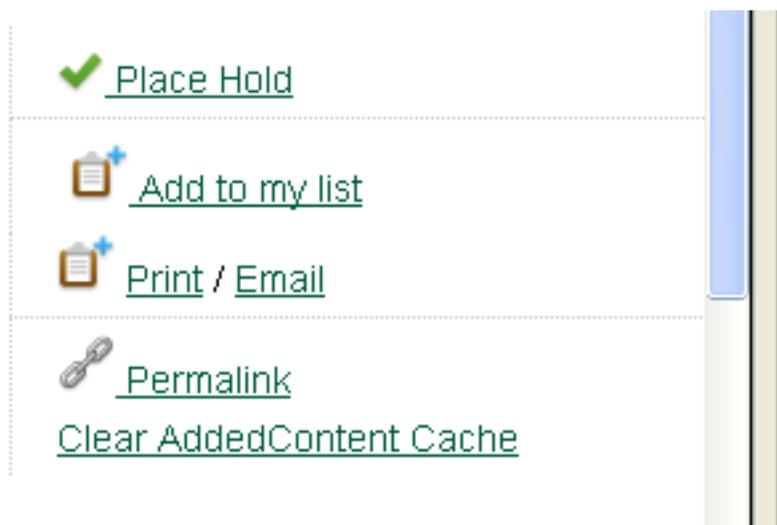 Place Hold
Add to my list
Print / Email
Permalink
Clear AddedContent Cache